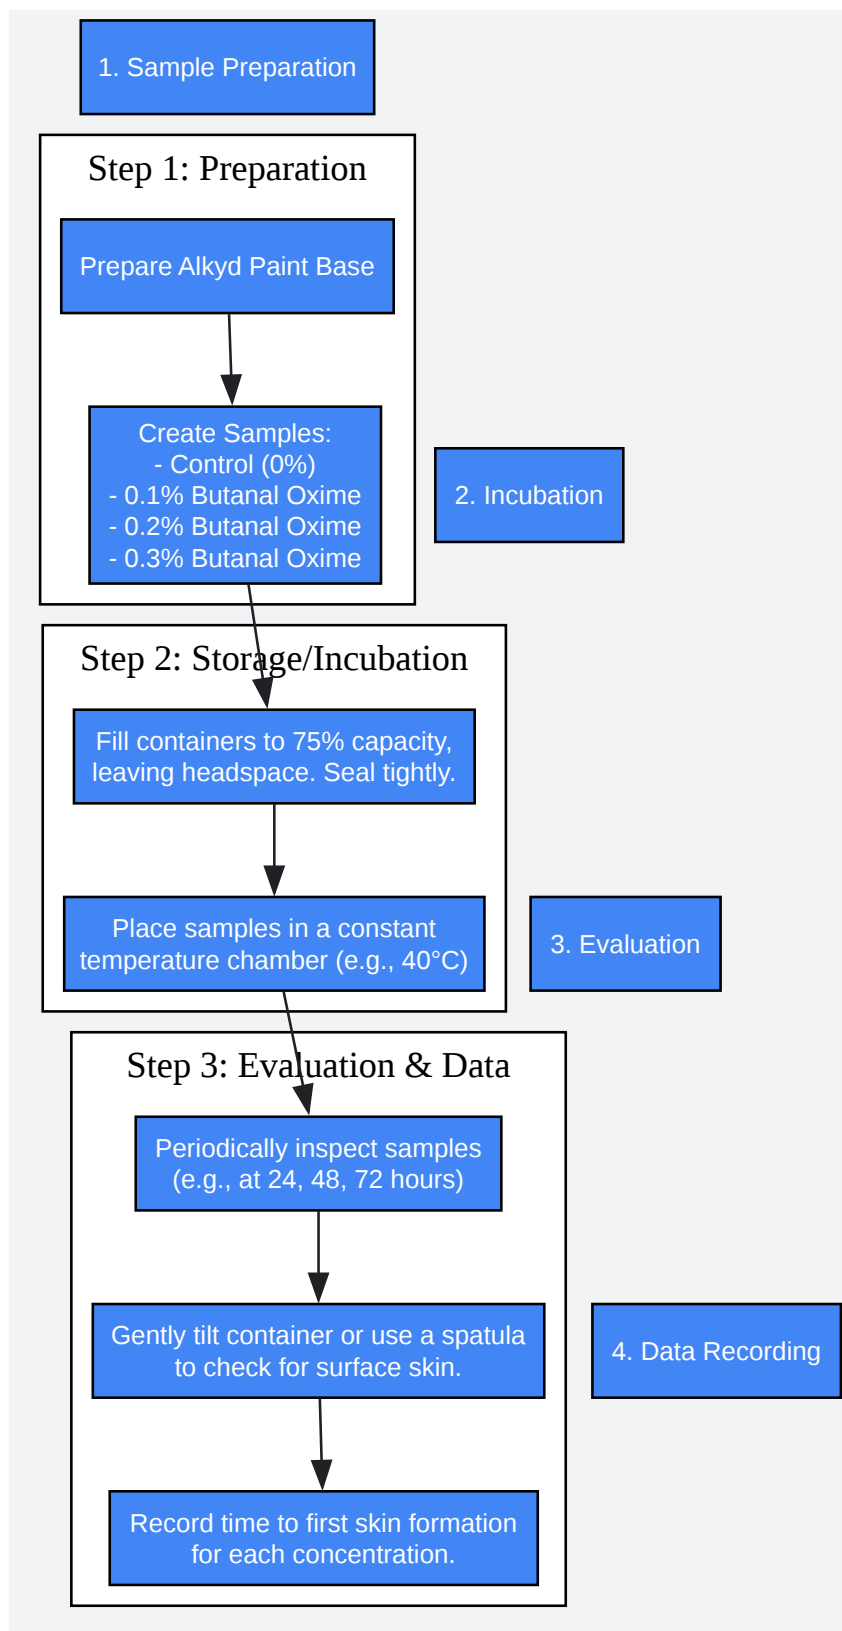 1. Sample Preparation
Step 1: Preparation
Prepare Alkyd Paint Base
Create Samples:
- Control (0%)
- 0.1% Butanal Oxime
- 0.2% Butanal Oxime
- 0.3% Butanal Oxime
2. Incubation
Step 2: Storage/Incubation
Fill containers to 75% capacity,
leaving headspace. Seal tightly.
Place samples in a constant
temperature chamber (e.g., 40°C)
3. Evaluation
Step 3: Evaluation & Data
Periodically inspect samples
(e.g., at 24, 48, 72 hours)
Gently tilt container or use a spatula
to check for surface skin.
4. Data Recording
Record time to first skin formation
for each concentration.